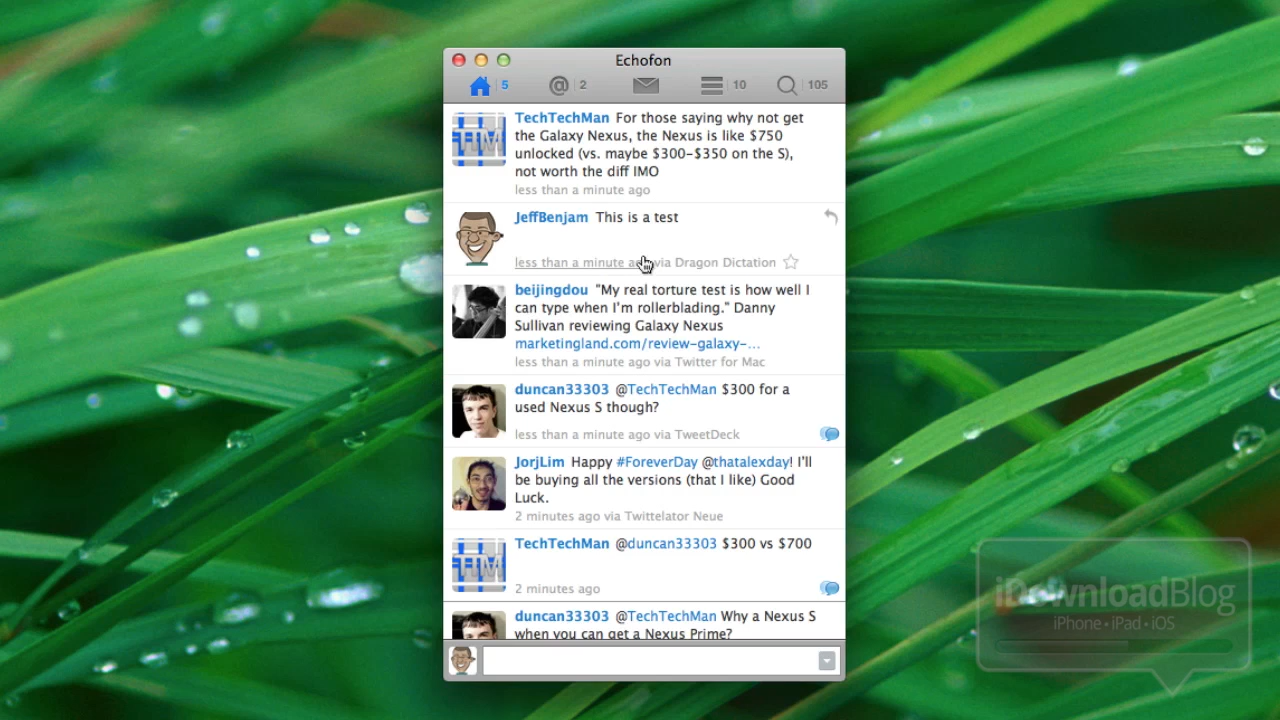 Echofon
5
2
10
105
TechTechMan For those saying why not get
the Galaxy Nexus, the Nexus is like $750
unlocked (vs. maybe $300-$350 on the S),
not worth the diff IMO
less than a minute ago
JeffBenjam This is a test
less than a minute via Dragon Dictation
beijingdou "My real torture test is how well I
can type when I'm rollerblading." Danny
Sullivan reviewing Galaxy Nexus
marketingland.com/review-galaxy-...
less than a minute ago via Twitter for Mac
duncan33303 @TechTechMan $300 for a
used Nexus S though?
less than a minute ago via TweetDeck
JorjLim Happy #ForeverDay @thatalexday! I'll
be buying all the versions (that I like) Good
Luck.
2 minutes ago via Twittelator Neue
TechTechMan @duncan33303 $300 vs $700
2 minutes ago
duncan33303 @TechTechMan Why a Nexus S
when you can get a Nexus Prime?
iDownloadBlog
iPhone • iPad • iOS